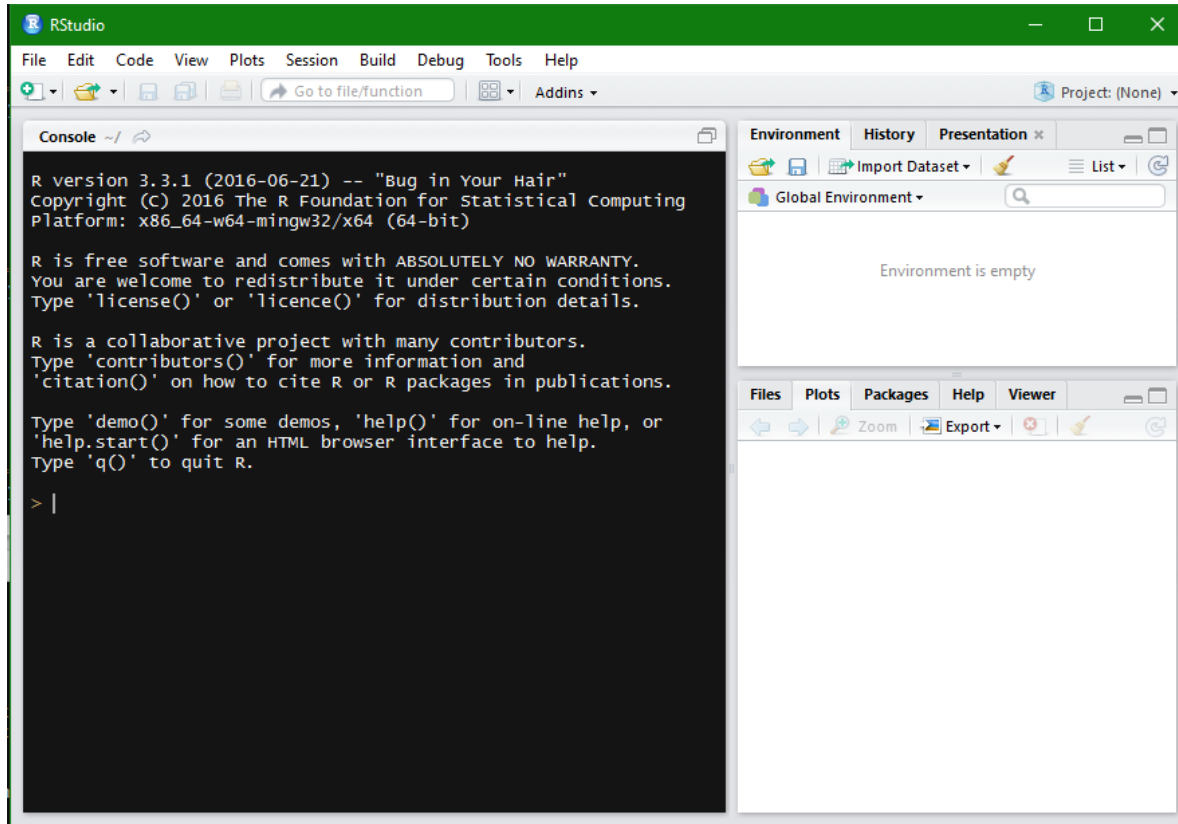 RStudio
File Edit Code View Plots Session Build Debug Tools Help
Go to file/function Addins Project: (None)
Console ~/
R version 3.3.1 (2016-06-21) -- "Bug in Your Hair"
Copyright (C) 2016 The R Foundation for Statistical Computing
Platform: x86_64-w64-mingw32/x64 (64-bit)
R is free software and comes with ABSOLUTELY NO WARRANTY.
You are welcome to redistribute it under certain conditions.
Type 'license()' or 'licence()' for distribution details.
R is a collaborative project with many contributors.
Type 'contributors()' for more information and
'citation()' on how to cite R or R packages in publications.
Type 'demo()' for some demos, 'help()' for on-line help, or
'help.start()' for an HTML browser interface to help.
Type 'q()' to quit R.
>
Environment History Presentation
Import Dataset List
Global Environment
Environment is empty
Files Plots Packages Help Viewer
Zoom Export